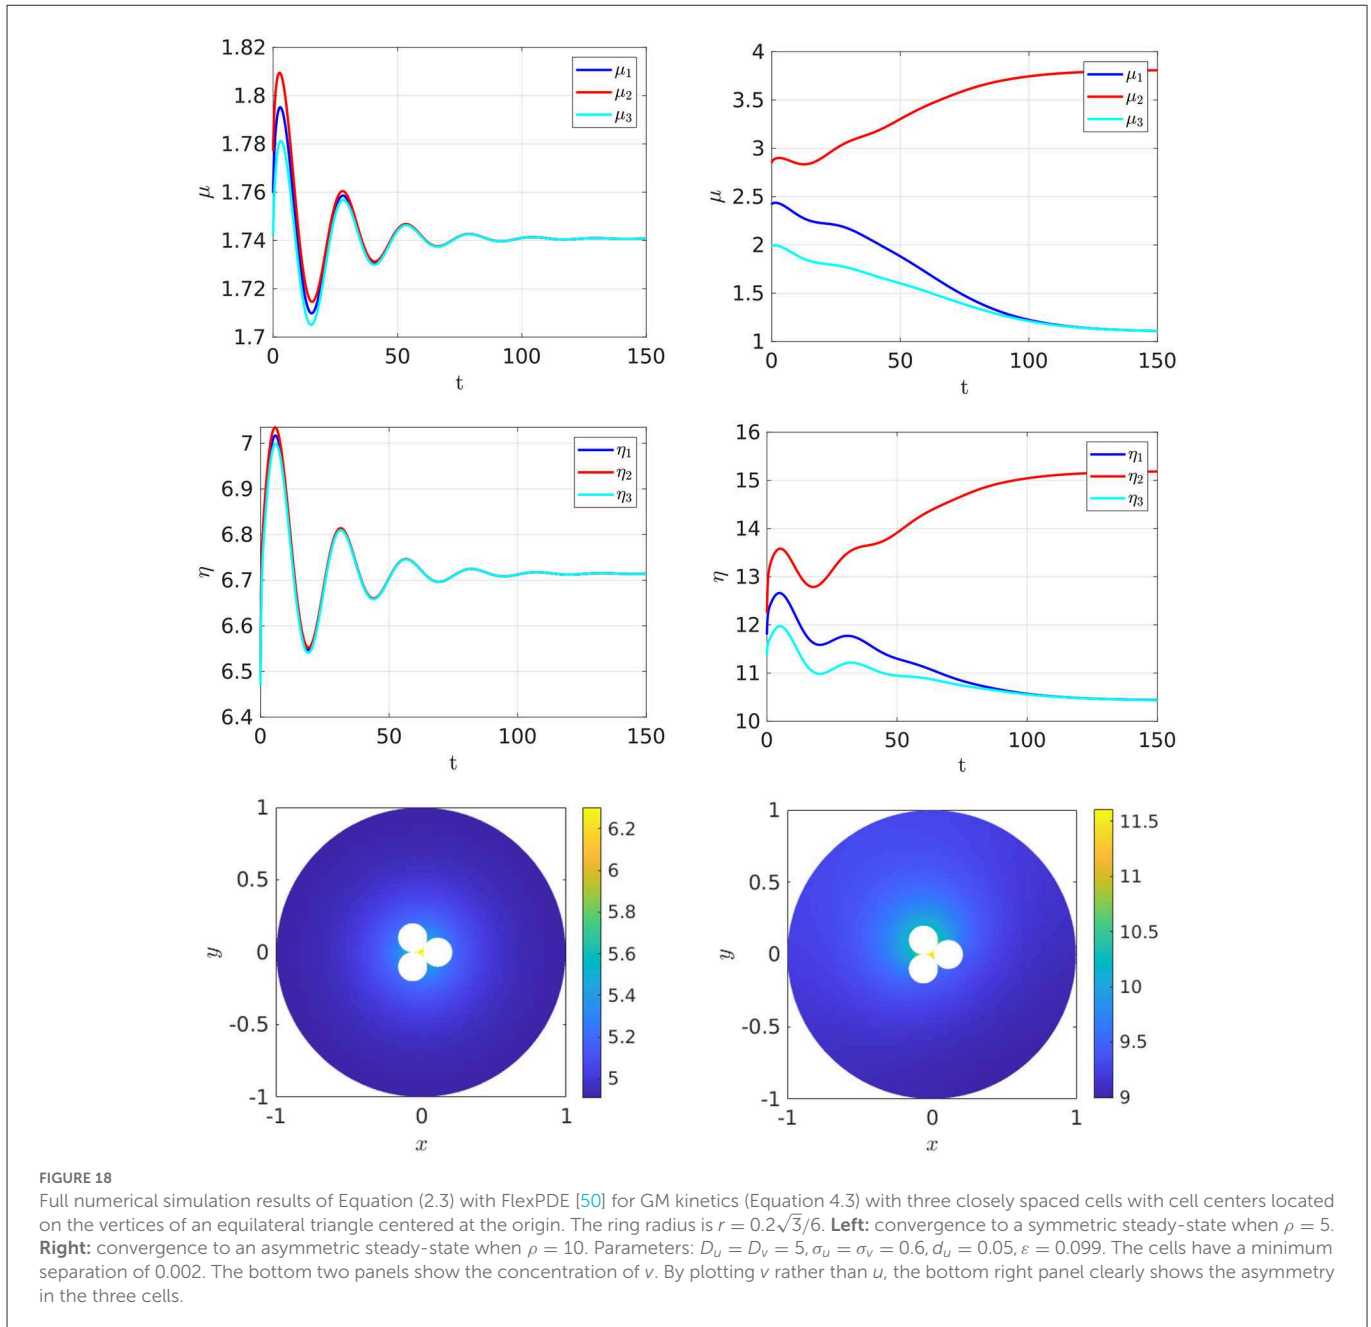 1.82
1.8
1.78
1.76
1.74
1.72
1.7
μ
0 50 100 150
t
μ₁
μ₂
μ₃
4
3.5
3
2.5
2
1.5
1
μ
0 50 100 150
t
μ₁
μ₂
μ₃
7
6.9
6.8
6.7
6.6
6.5
6.4
η
0 50 100 150
t
η₁
η₂
η₃
16
15
14
13
12
11
10
η
0 50 100 150
t
η₁
η₂
η₃
1
0.5
0
-0.5
-1
y
-1 0 1
x
6.2
6
5.8
5.6
5.4
5.2
5
1
0.5
0
-0.5
-1
y
-1 0 1
x
11.5
11
10.5
10
9.5
9
FIGURE 18
Full numerical simulation results of Equation (2.3) with FlexPDE [50] for GM kinetics (Equation 4.3) with three closely spaced cells with cell centers located
on the vertices of an equilateral triangle centered at the origin. The ring radius is r = 0.2√3/6. Left: convergence to a symmetric steady-state when ρ = 5.
Right: convergence to an asymmetric steady-state when ρ = 10. Parameters: Dᵤ = Dᵥ = 5, σᵤ = σᵥ = 0.6, dᵤ = 0.05, ε = 0.099. The cells have a minimum
separation of 0.002. The bottom two panels show the concentration of v. By plotting v rather than u, the bottom right panel clearly shows the asymmetry
in the three cells.